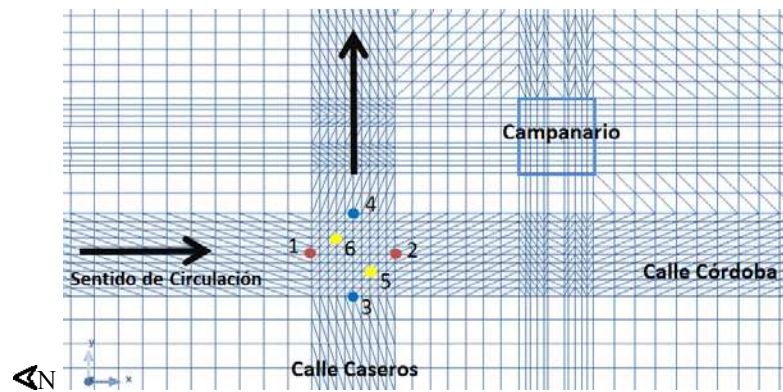 Campanario
4
1
2
6
Sentido de Circulación
5
Calle Córdoba
3
y
x
Calle Caseros
N